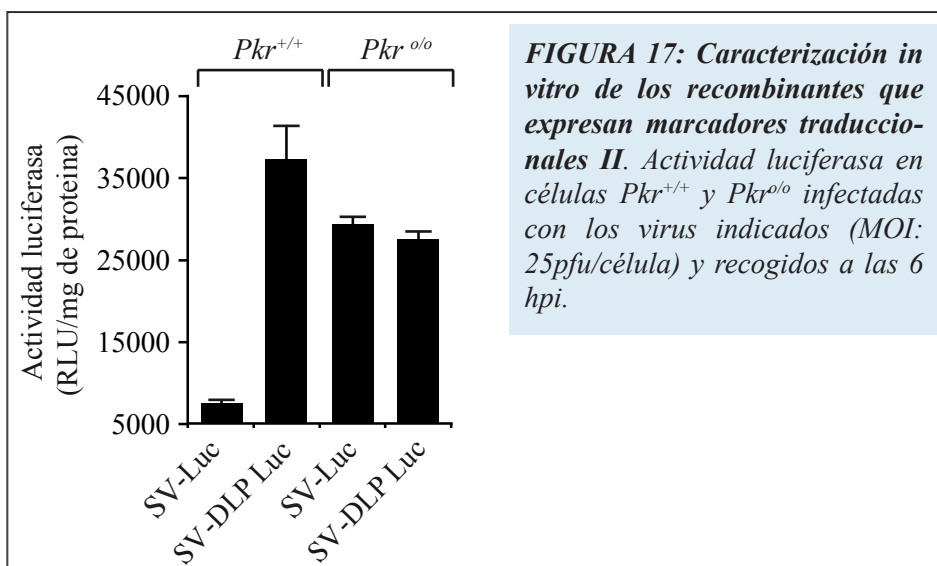 Pkr+/+ Pkr o/o
45000
35000
25000
15000
5000
Actividad luciferasa
(RLU/mg de proteina)
SV-Luc
SV-DLP Luc
SV-Luc
SV-DLP Luc
FIGURA 17: Caracterización in
vitro de los recombinantes que
expresan marcadores traduccio-
nales II. Actividad luciferasa en
células Pkr+/+ y Pkro/o infectadas
con los virus indicados (MOI:
25pfu/célula) y recogidos a las 6
hpi.